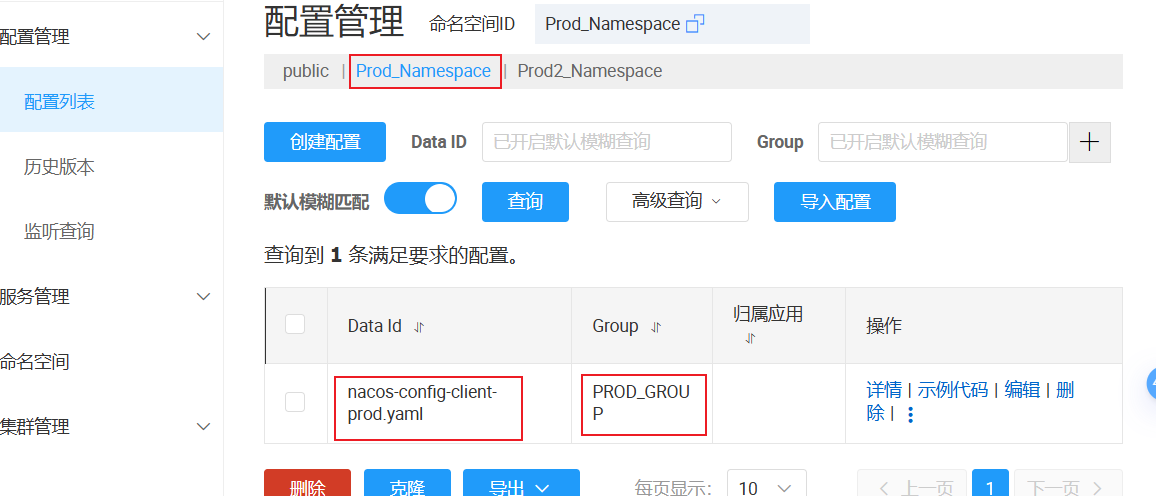 配置管理 命名空间ID Prod_Namespace
public | Prod_Namespace | Prod2_Namespace
配置管理
配置列表
历史版本
监听查询
服务管理
命名空间
集群管理
创建配置 Data ID 已开启默认模糊查询 Group 已开启默认模糊查询 +
默认模糊匹配 查询 高级查询 导入配置
查询到 1 条满足要求的配置。
Data Id Group 归属应用 操作
nacos-config-client-
prod.yaml
PROD_GROU
P
详情 | 示例代码 | 编辑 | 删
除 |
删除 克隆 导出 每页显示: 10 上一页 1 下一页